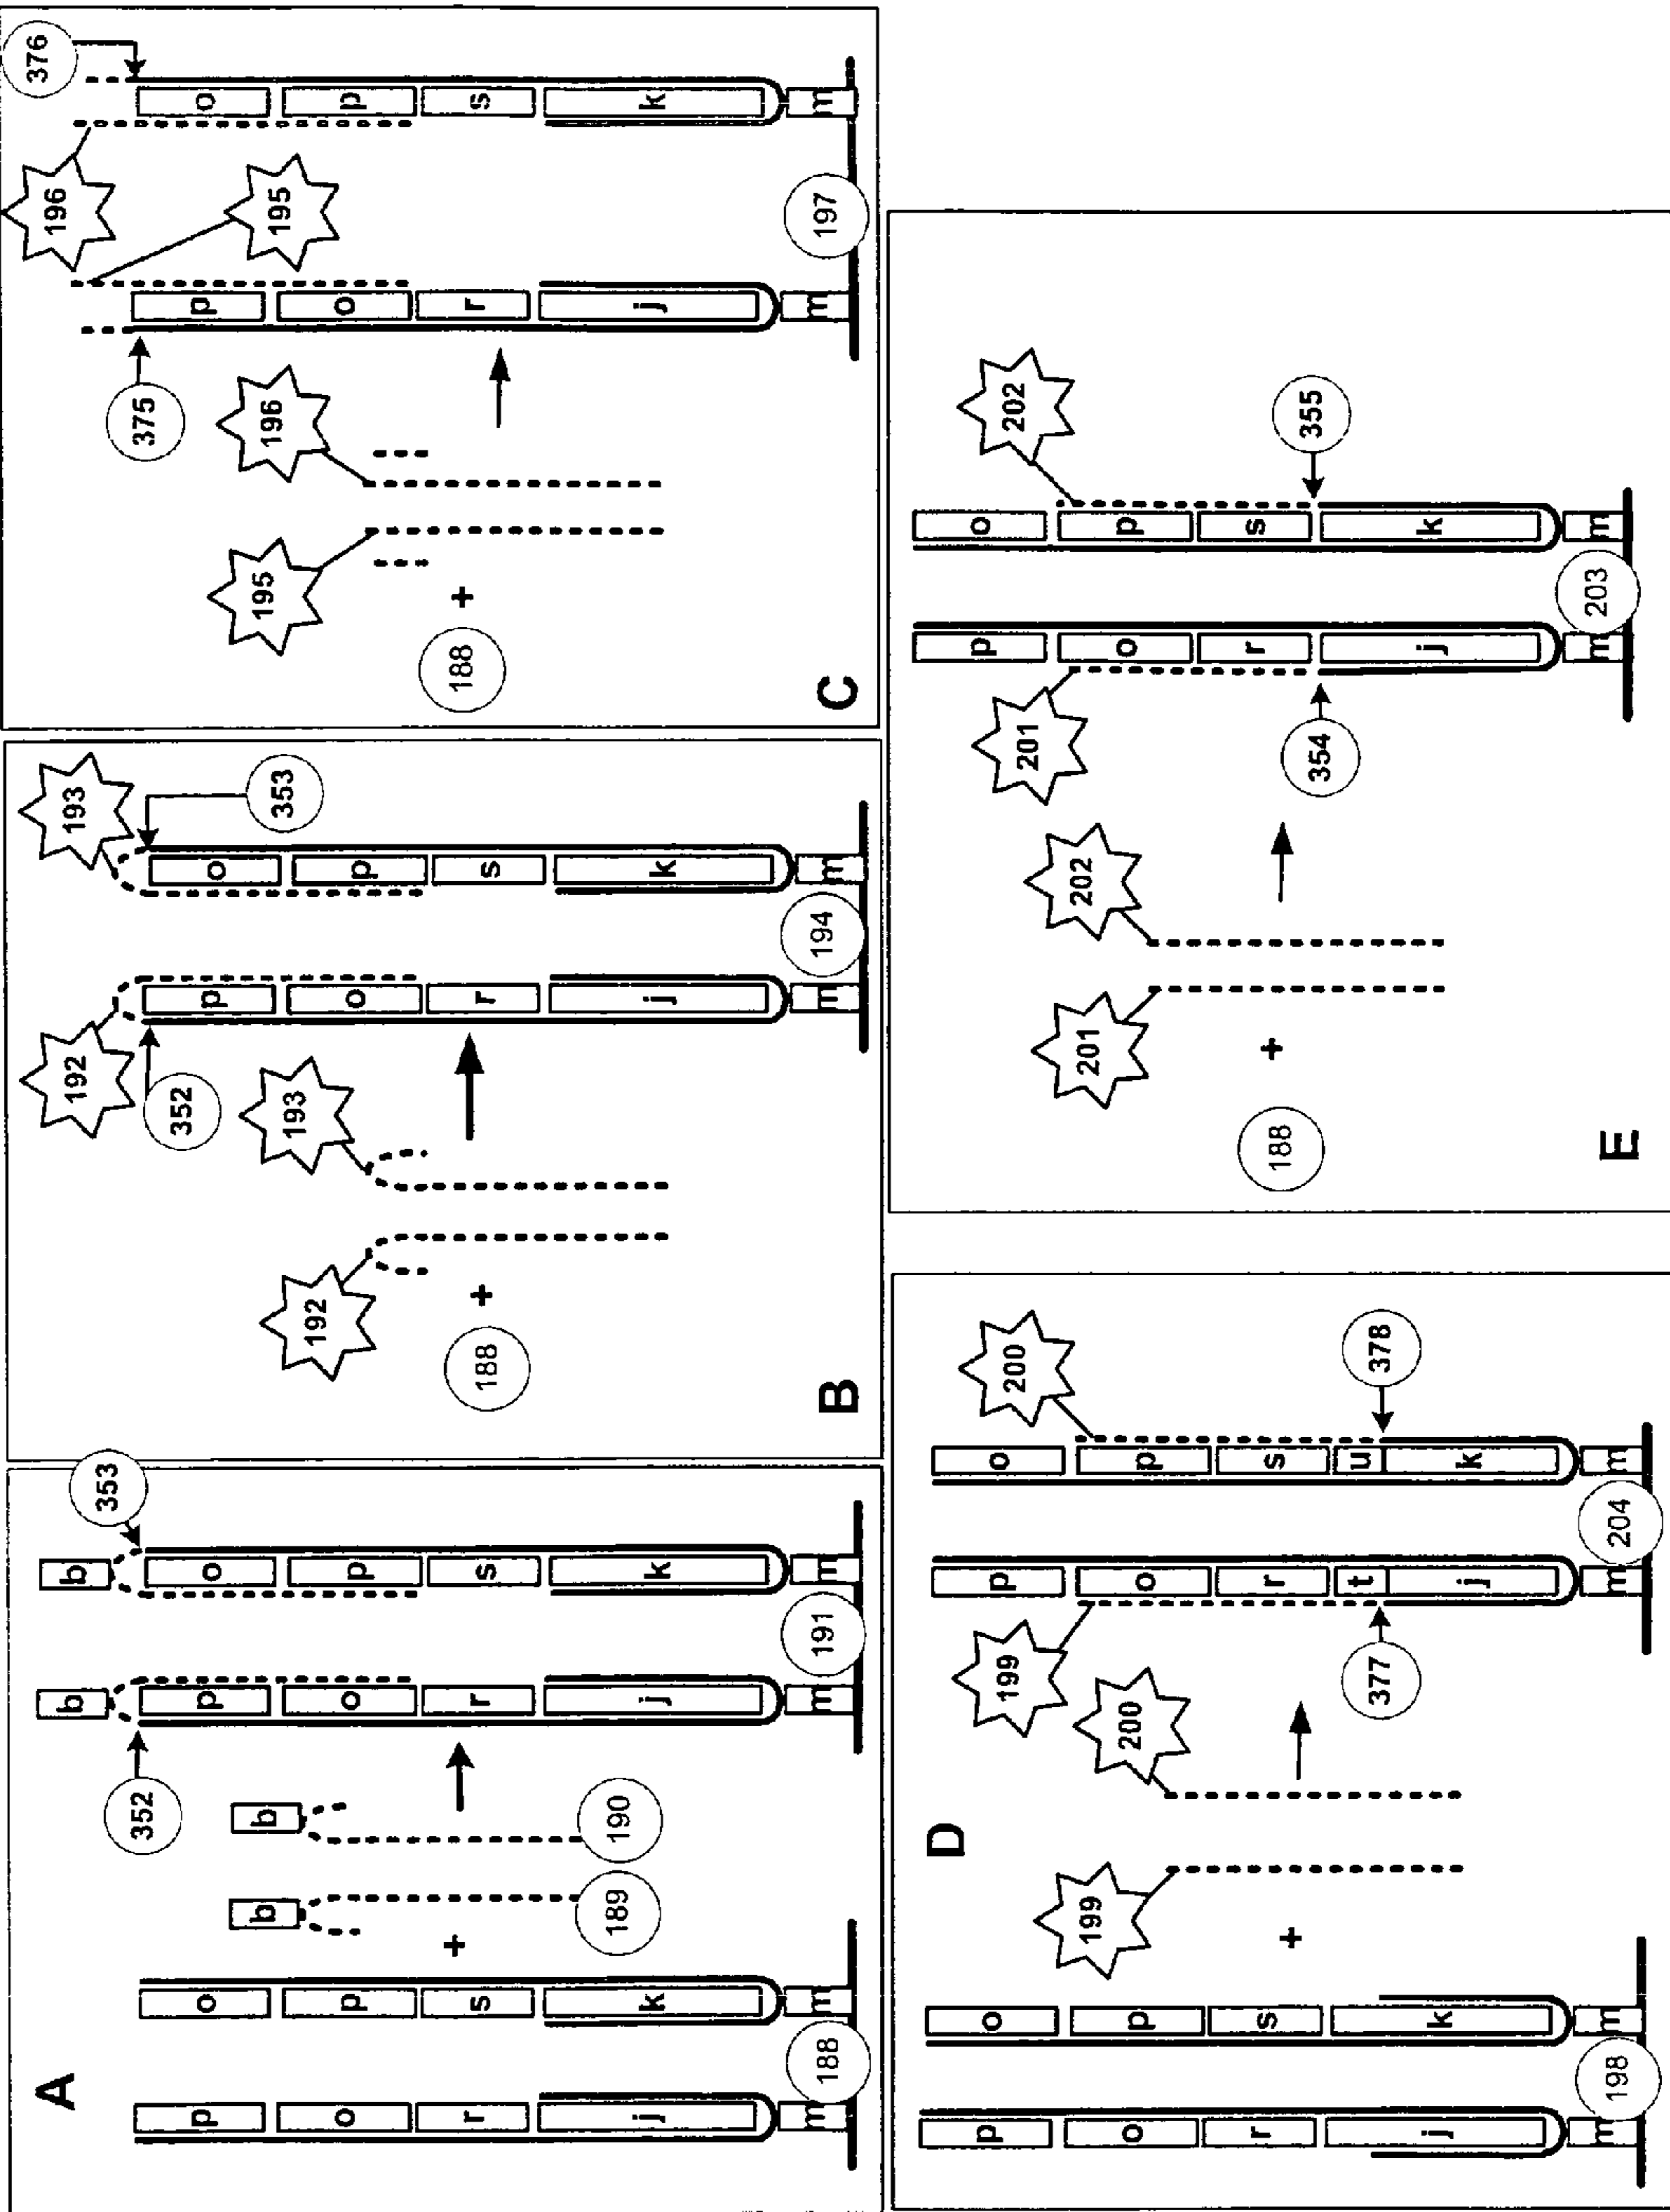 A
b b
b b
353
352
p o p o
o p o p
r s + r s
j k j k
189 190
m m m m
188 191
192 193
193
352
353
192
p o
o p
188 + r s
j k
m m
194
B
376
196
375
195
196
p o
195
o p
188 + r s
j k
m m
197
C
D
p o p o
199 200
199 200
o p o p
r s + r s
t u
377 378
j k j k
m m m m
198 204
p o
201 202
201 202
o p
188 + r s
354 355
j k
m m
203
E